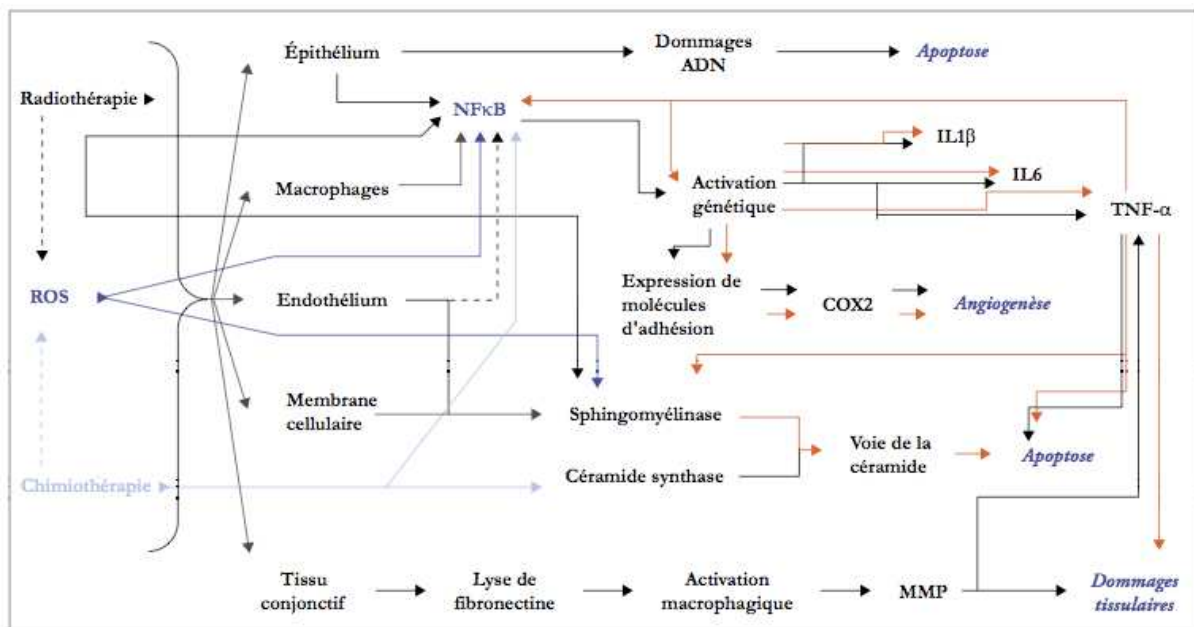 Épithélium
Dommages
ADN
Apoptose
Radiothérapie
NFκB
IL1β
Macrophages
Activation
génétique
IL6
TNF-α
ROS
Endothélium
Expression de
molécules
d'adhésion
COX2
Angiogenèse
Membrane
cellulaire
Sphingomyélinase
Voie de la
céramide
Apoptose
Chimiothérapie
Céramide synthase
Tissu
conjonctif
Lyse de
fibronectine
Activation
macrophagique
MMP
Dommages
tissulaires